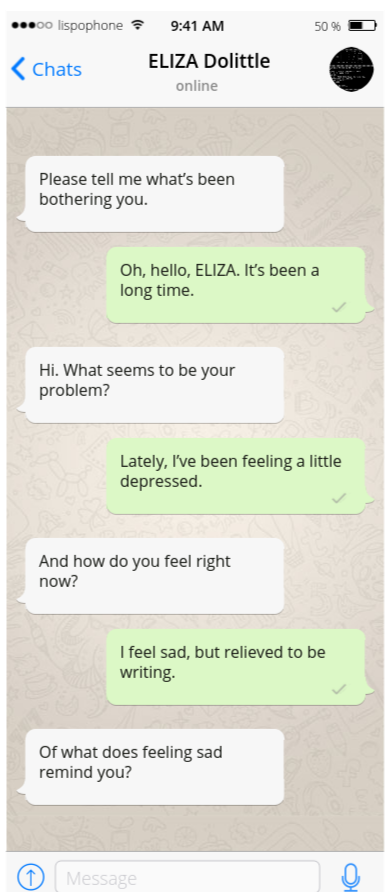 lispophone 9:41 AM 50 %
Chats ELIZA Dolittle
online
Please tell me what’s been
bothering you.
Oh, hello, ELIZA. It’s been a
long time.
Hi. What seems to be your
problem?
Lately, I’ve been feeling a little
depressed.
And how do you feel right
now?
I feel sad, but relieved to be
writing.
Of what does feeling sad
remind you?
Message